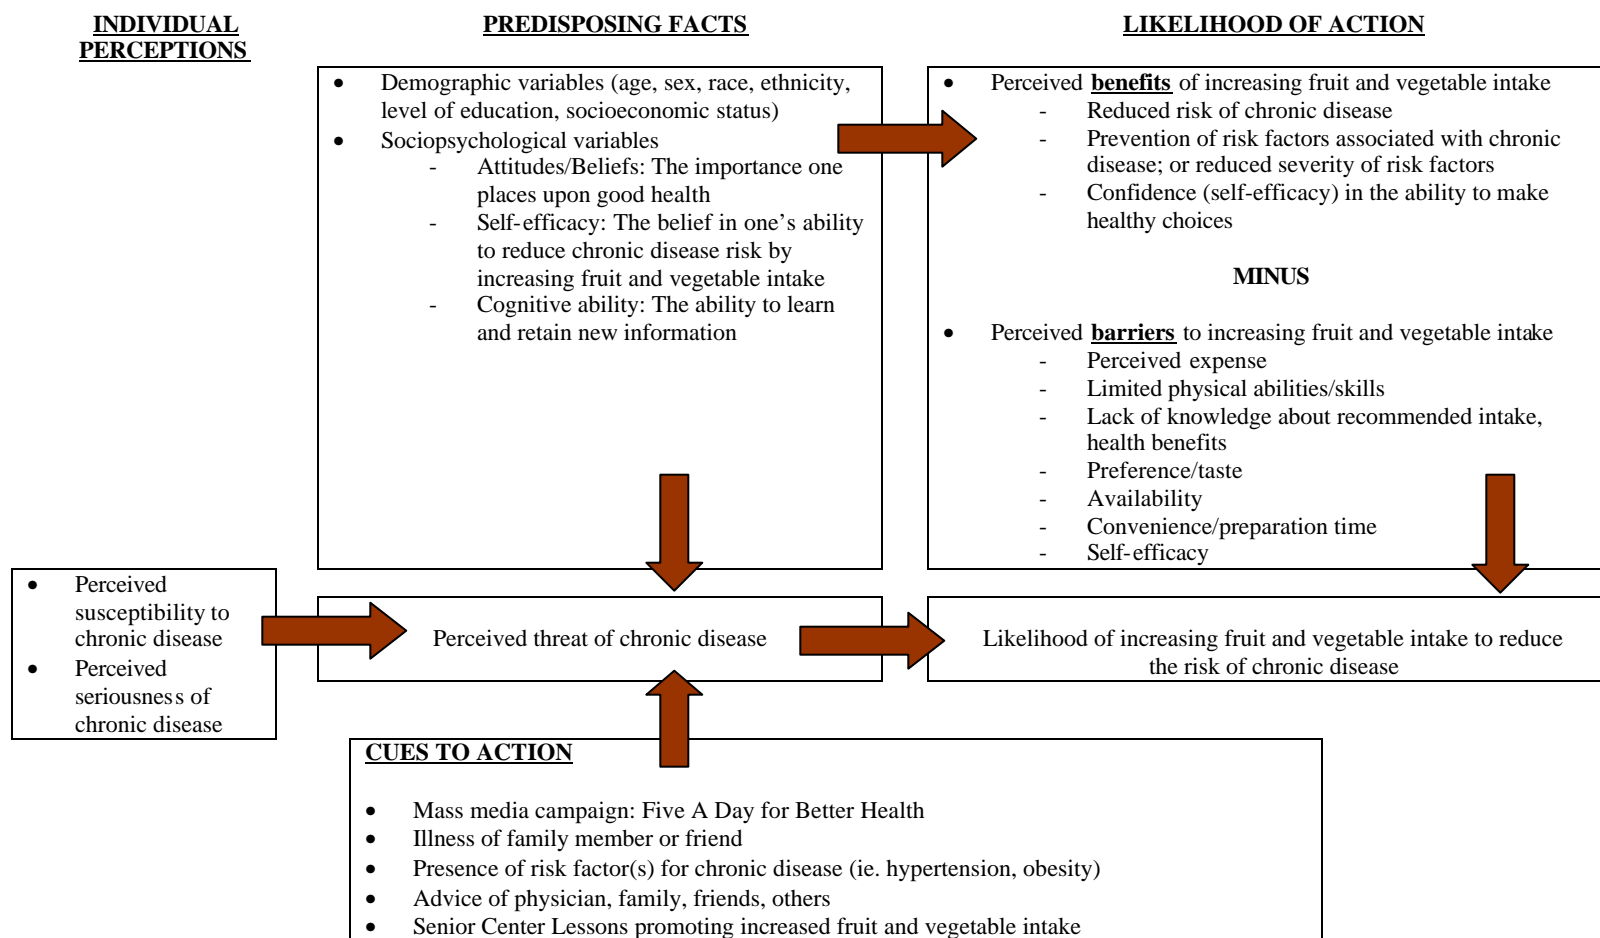 INDIVIDUAL
PERCEPTIONS
PREDISPOSING FACTS
LIKELIHOOD OF ACTION
• Demographic variables (age, sex, race, ethnicity,
level of education, socioeconomic status)
• Sociopsychological variables
- Attitudes/Beliefs: The importance one
places upon good health
- Self-efficacy: The belief in one’s ability
to reduce chronic disease risk by
increasing fruit and vegetable intake
- Cognitive ability: The ability to learn
and retain new information
• Perceived benefits of increasing fruit and vegetable intake
- Reduced risk of chronic disease
- Prevention of risk factors associated with chronic
disease; or reduced severity of risk factors
- Confidence (self-efficacy) in the ability to make
healthy choices
MINUS
• Perceived barriers to increasing fruit and vegetable intake
- Perceived expense
- Limited physical abilities/skills
- Lack of knowledge about recommended intake,
health benefits
- Preference/taste
- Availability
- Convenience/preparation time
- Self-efficacy
• Perceived
susceptibility to
chronic disease
• Perceived
seriousness of
chronic disease
Perceived threat of chronic disease
Likelihood of increasing fruit and vegetable intake to reduce
the risk of chronic disease
CUES TO ACTION
• Mass media campaign: Five A Day for Better Health
• Illness of family member or friend
• Presence of risk factor(s) for chronic disease (ie. hypertension, obesity)
• Advice of physician, family, friends, others
• Senior Center Lessons promoting increased fruit and vegetable intake